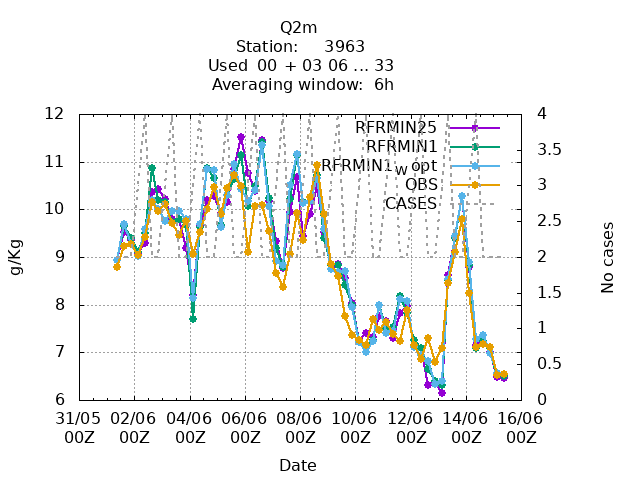 Q2m
Station: 3963
Used 00 + 03 06 ... 33
Averaging window: 6h
12 4
RFRMIN25
RFRMIN1
RFRMIN1_w opt
OBS
CASES
11 3.5
10 3
9 2.5
8 2
7 1.5
6 1
0.5
0
g/Kg
No cases
31/05 02/06 04/06 06/06 08/06 10/06 12/06 14/06 16/06
00Z 00Z 00Z 00Z 00Z 00Z 00Z 00Z 00Z
Date